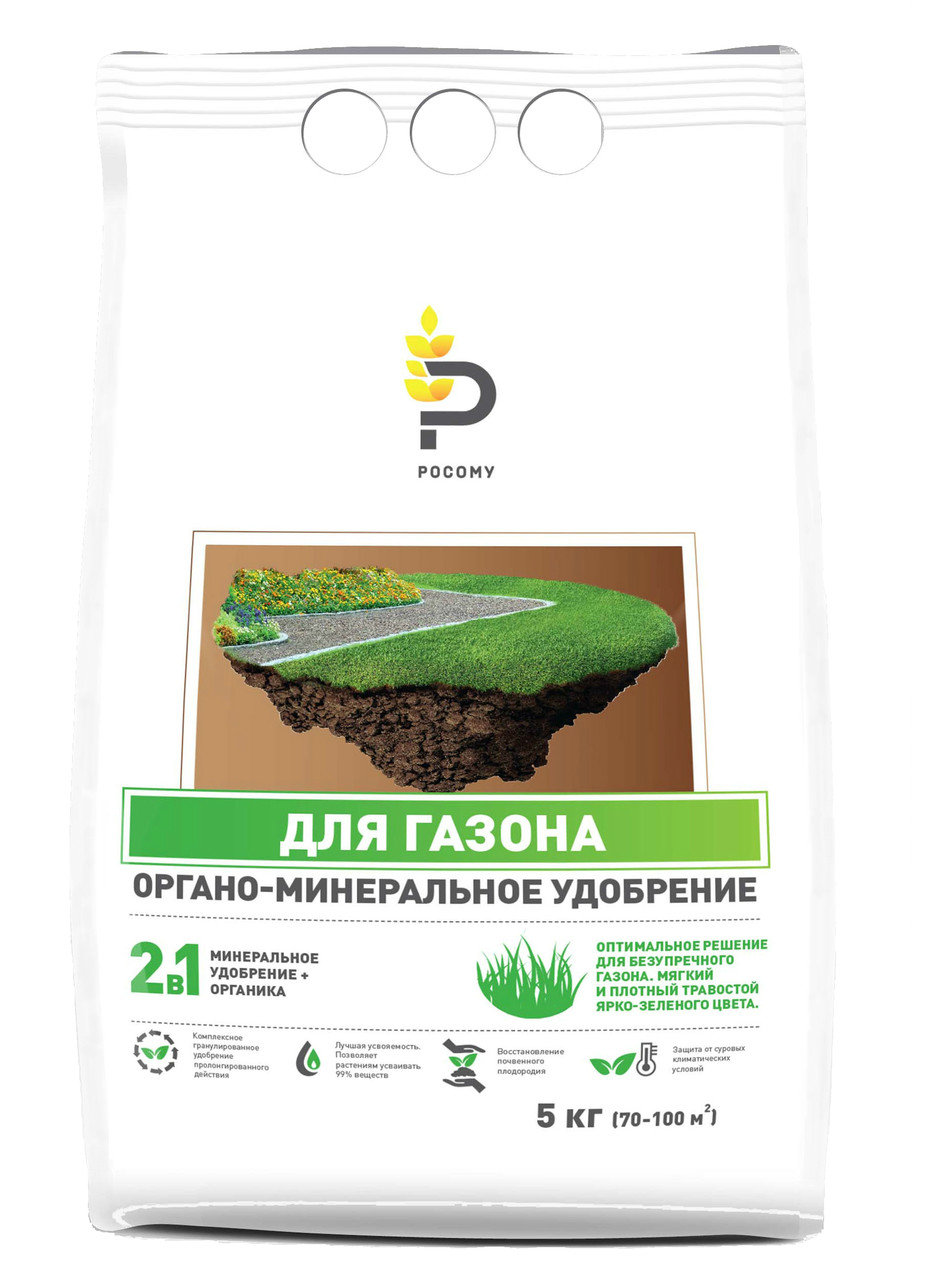 РОСОМУ
ДЛЯ ГАЗОНА
ОРГАНО-МИНЕРАЛЬНОЕ УДОБРЕНИЕ
2в1
МИНЕРАЛЬНОЕ
УДОБРЕНИЕ +
ОРГАНИКА
ОПТИМАЛЬНОЕ РЕШЕНИЕ
ДЛЯ БЕЗУПРЕЧНОГО
ГАЗОНА. МЯГКИЙ
И ПЛОТНЫЙ ТРАВОСТОЙ
ЯРКО-ЗЕЛЕНОГО ЦВЕТА.
Комплексное
гранулированное
удобрение
пролонгированного
действия
Лучшая усвояемость.
Позволяет
растениям усваивать
99% веществ
Восстановление
почвенного
плодородия
Защита от суровых
климатических
условий
5 кг (70-100 м²)